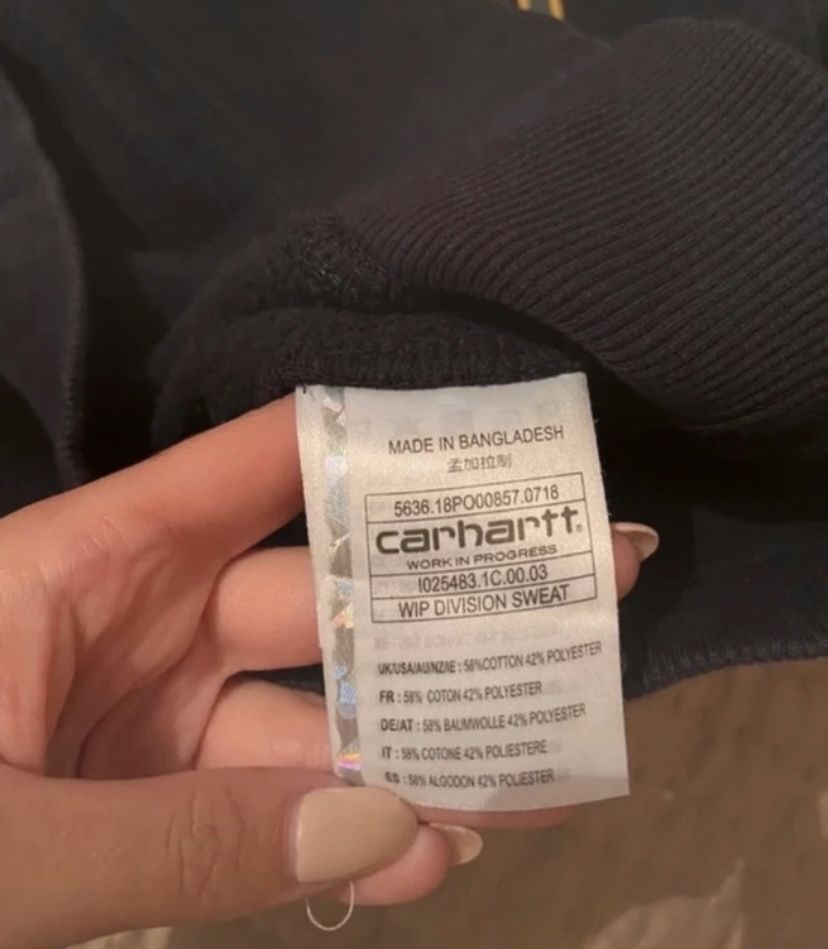 MADE IN BANGLADESH
孟加拉制
5636.18PO00857.0718
carhartt®
WORK IN PROGRESS
I025483.1C.00.03
WIP DIVISION SWEAT
UK/USA/AU/NZ/IE : 58%COTTON 42% POLYESTER
FR : 58% COTON 42% POLYESTER
DE/AT : 58% BAUMWOLLE 42% POLYESTER
IT : 58% COTONE 42% POLIESTERE
ES : 58% ALGODON 42% POLIESTER